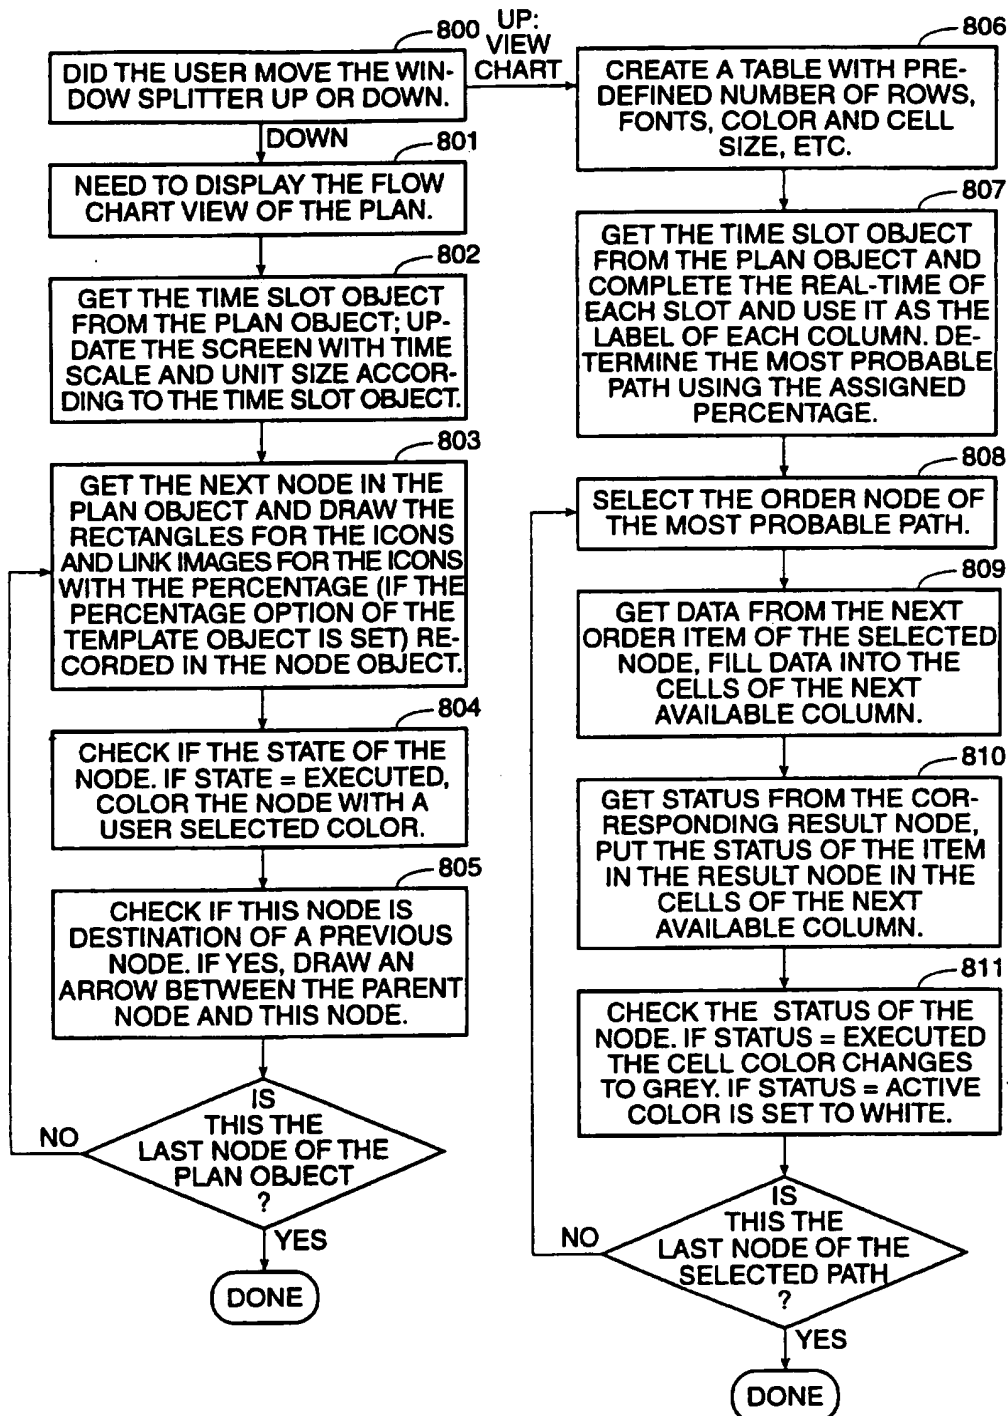 800
DID THE USER MOVE THE WIN-
DOW SPLITTER UP OR DOWN.
DOWN
801
NEED TO DISPLAY THE FLOW
CHART VIEW OF THE PLAN.
802
GET THE TIME SLOT OBJECT
FROM THE PLAN OBJECT; UP-
DATE THE SCREEN WITH TIME
SCALE AND UNIT SIZE ACCOR-
DING TO THE TIME SLOT OBJECT.
803
GET THE NEXT NODE IN THE
PLAN OBJECT AND DRAW THE
RECTANGLES FOR THE ICONS
AND LINK IMAGES FOR THE ICONS
WITH THE PERCENTAGE (IF THE
PERCENTAGE OPTION OF THE
TEMPLATE OBJECT IS SET) RE-
CORDED IN THE NODE OBJECT.
804
CHECK IF THE STATE OF THE
NODE. IF STATE = EXECUTED,
COLOR THE NODE WITH A
USER SELECTED COLOR.
805
CHECK IF THIS NODE IS
DESTINATION OF A PREVIOUS
NODE. IF YES, DRAW AN
ARROW BETWEEN THE PARENT
NODE AND THIS NODE.
IS
THIS THE
LAST NODE OF THE
PLAN OBJECT
?
NO
YES
DONE
UP:
VIEW
CHART
806
CREATE A TABLE WITH PRE-
DEFINED NUMBER OF ROWS,
FONTS, COLOR AND CELL
SIZE, ETC.
807
GET THE TIME SLOT OBJECT
FROM THE PLAN OBJECT AND
COMPLETE THE REAL-TIME OF
EACH SLOT AND USE IT AS THE
LABEL OF EACH COLUMN. DE-
TERMINE THE MOST PROBABLE
PATH USING THE ASSIGNED
PERCENTAGE.
808
SELECT THE ORDER NODE OF
THE MOST PROBABLE PATH.
809
GET DATA FROM THE NEXT
ORDER ITEM OF THE SELECTED
NODE, FILL DATA INTO THE
CELLS OF THE NEXT
AVAILABLE COLUMN.
810
GET STATUS FROM THE COR-
RESPONDING RESULT NODE,
PUT THE STATUS OF THE ITEM
IN THE RESULT NODE IN THE
CELLS OF THE NEXT
AVAILABLE COLUMN.
811
CHECK THE STATUS OF THE
NODE. IF STATUS = EXECUTED
THE CELL COLOR CHANGES
TO GREY. IF STATUS = ACTIVE
COLOR IS SET TO WHITE.
IS
THIS THE
LAST NODE OF THE
SELECTED PATH
?
NO
YES
DONE